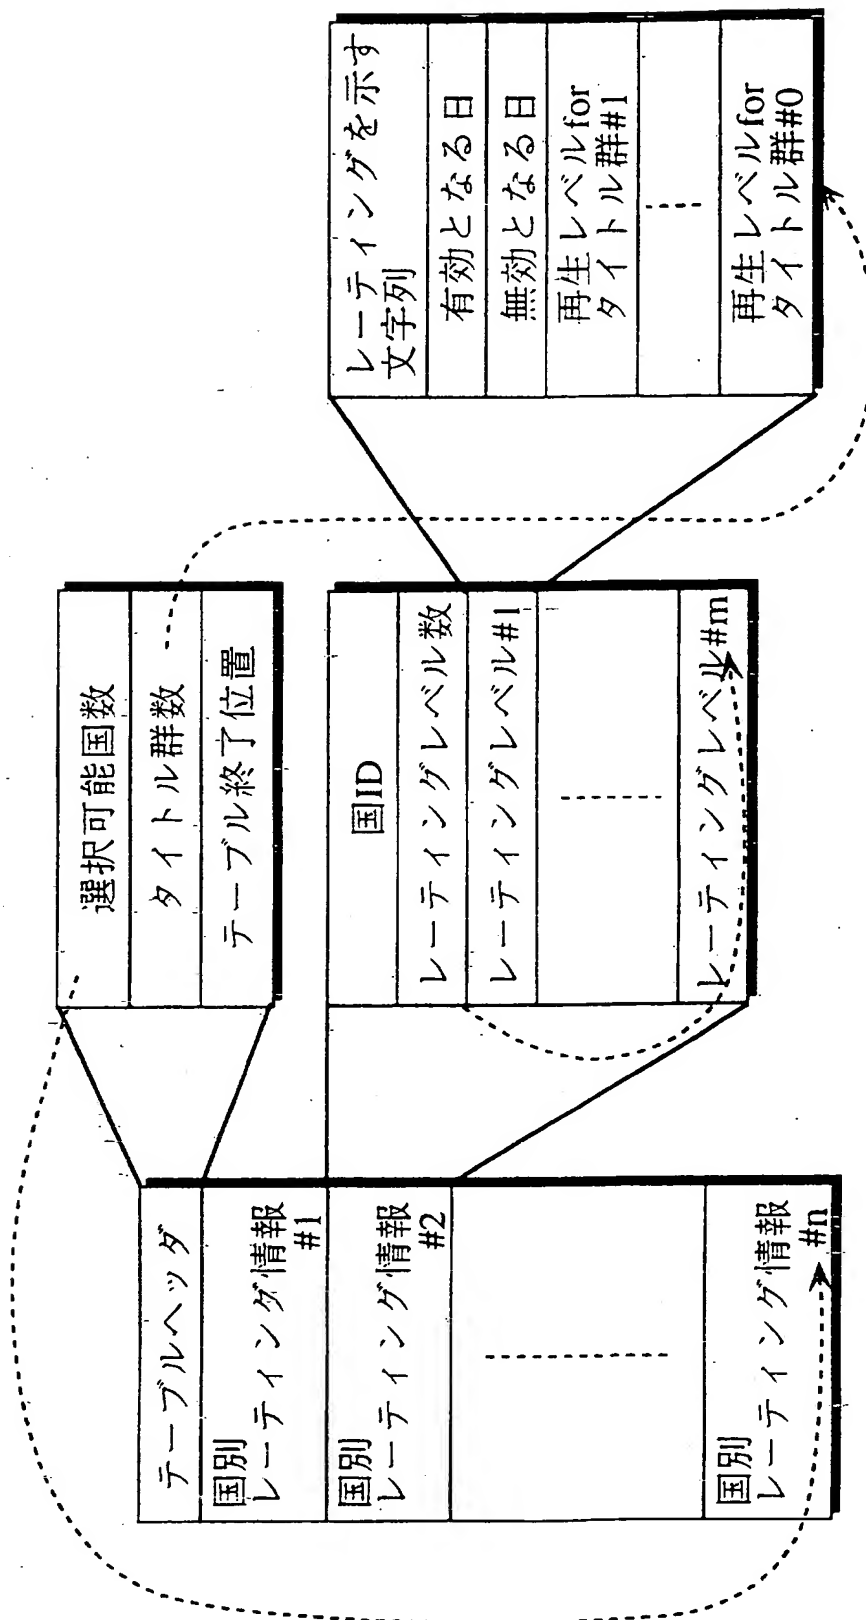 テーブルヘッダ
国別
レーティング情報
#1
国別
レーティング情報
#2
国別
レーティング情報
#n
選択可能国数
タイトル群数
テーブル終了位置
国ID
レーティングレベル数
レーティングレベル#1
レーティングレベル#m
レーティングを示す
文字列
有効となる日
無効となる日
再生レベルfor
タイトル群#1
再生レベルfor
タイトル群#0